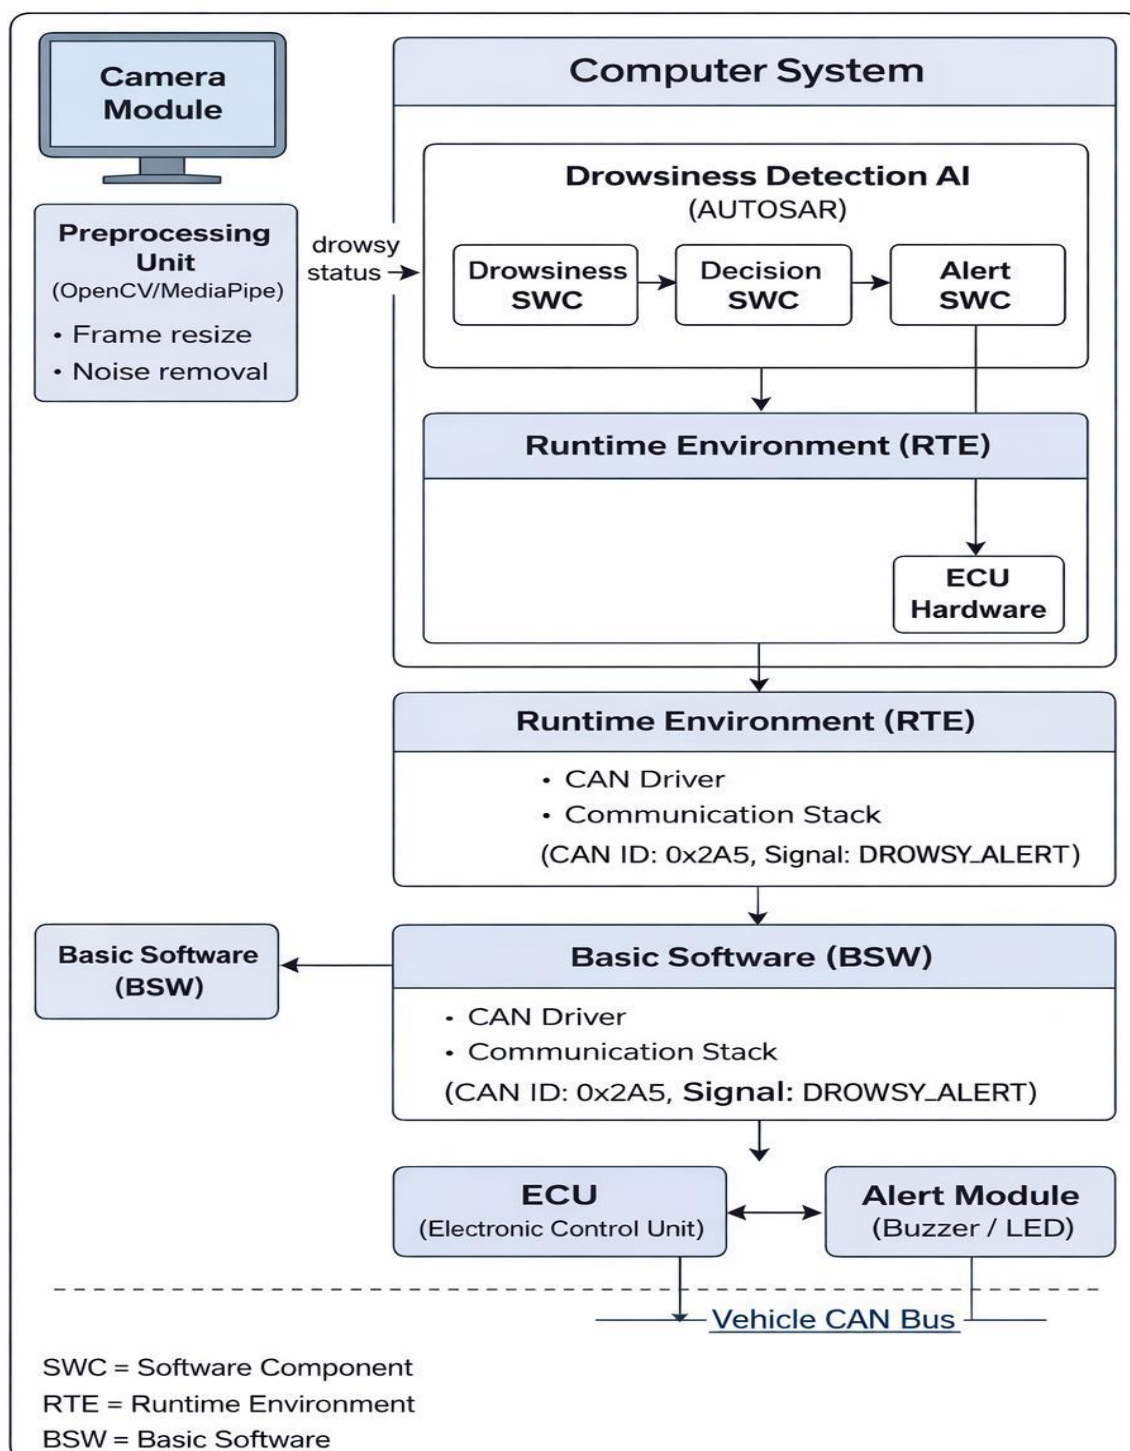 Camera
Module
Preprocessing
Unit
(OpenCV/MediaPipe)
• Frame resize
• Noise removal
drowsy
status
Computer System
Drowsiness Detection AI
(AUTOSAR)
Drowsiness
SWC
Decision
SWC
Alert
SWC
Runtime Environment (RTE)
ECU
Hardware
Runtime Environment (RTE)
• CAN Driver
• Communication Stack
(CAN ID: 0x2A5, Signal: DROWSY_ALERT)
Basic Software
(BSW)
Basic Software (BSW)
• CAN Driver
• Communication Stack
(CAN ID: 0x2A5, Signal: DROWSY_ALERT)
ECU
(Electronic Control Unit)
Alert Module
(Buzzer / LED)
Vehicle CAN Bus
SWC = Software Component
RTE = Runtime Environment
BSW = Basic Software